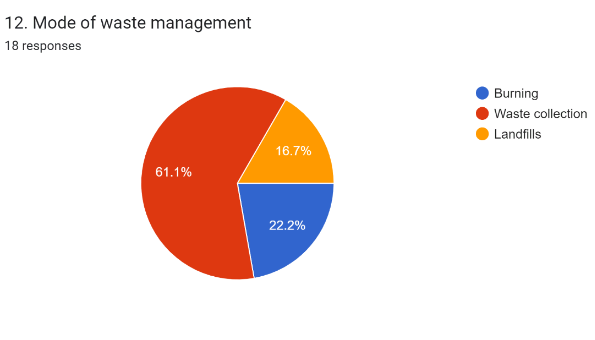 12. Mode of waste management
18 responses
Burning
Waste collection
Landfills
61.1%
16.7%
22.2%